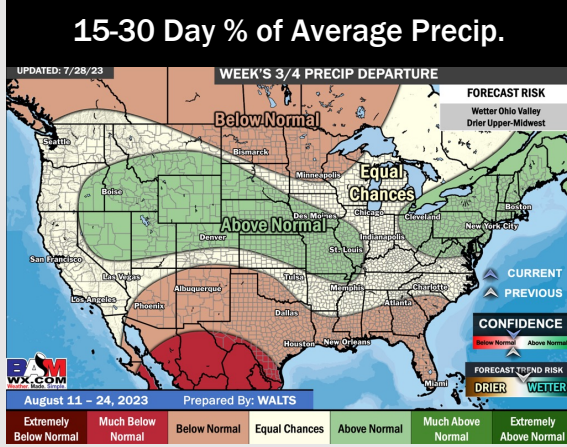 15-30 Day % of Average Precip.
UPDATED: 7/28/23
WEEK'S 3/4 PRECIP DEPARTURE
FORECAST RISK
Wetter Ohio Valley
Drier Upper-Midwest
Below Normal
Seattle
Bismarck
Minneapolis
Equal
Chances
Boise
Boston
Des Moines
Chicago
Cleveland
New York City
Above Normal
Denver
Indianapolis
St. Louis
San Francisco
Las Vegas
Tulsa
CURRENT
Los Angeles
Albuquerque
Memphis
Charlotte
PREVIOUS
Phoenix
Dallas
Atlanta
CONFIDENCE
Below Normal
Above Normal
Houston
New Orleans
BAM
WX.COM
Weather. Made. Simple.
Miami
FORECAST TREND RISK
DRIER
WETTER
August 11 – 24, 2023
Prepared By: WALTS
Extremely Below Normal
Much Below Normal
Below Normal
Equal Chances
Above Normal
Much Above Normal
Extremely Above Normal